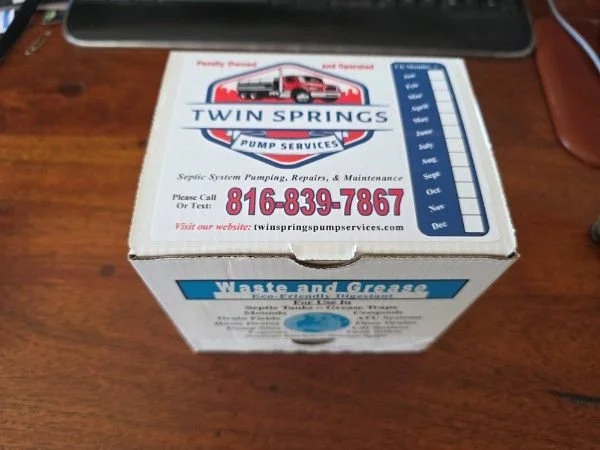 Family Owned and Operated
TWIN SPRINGS
PUMP SERVICES
Septic System Pumping, Repairs, & Maintenance
Please Call
Or Text: 816-839-7867
Visit our website: twinspringspumpservices.com
Jan
Feb
Mar
April
May
June
July
Aug
Sept
Oct
Nov
Dec
Waste and Grease
Eco-Friendly Digestant
For Use In
Septic Tanks - Grease Traps
Mounds Cesspools
Drain Fields ATU Systems
Floor Drains